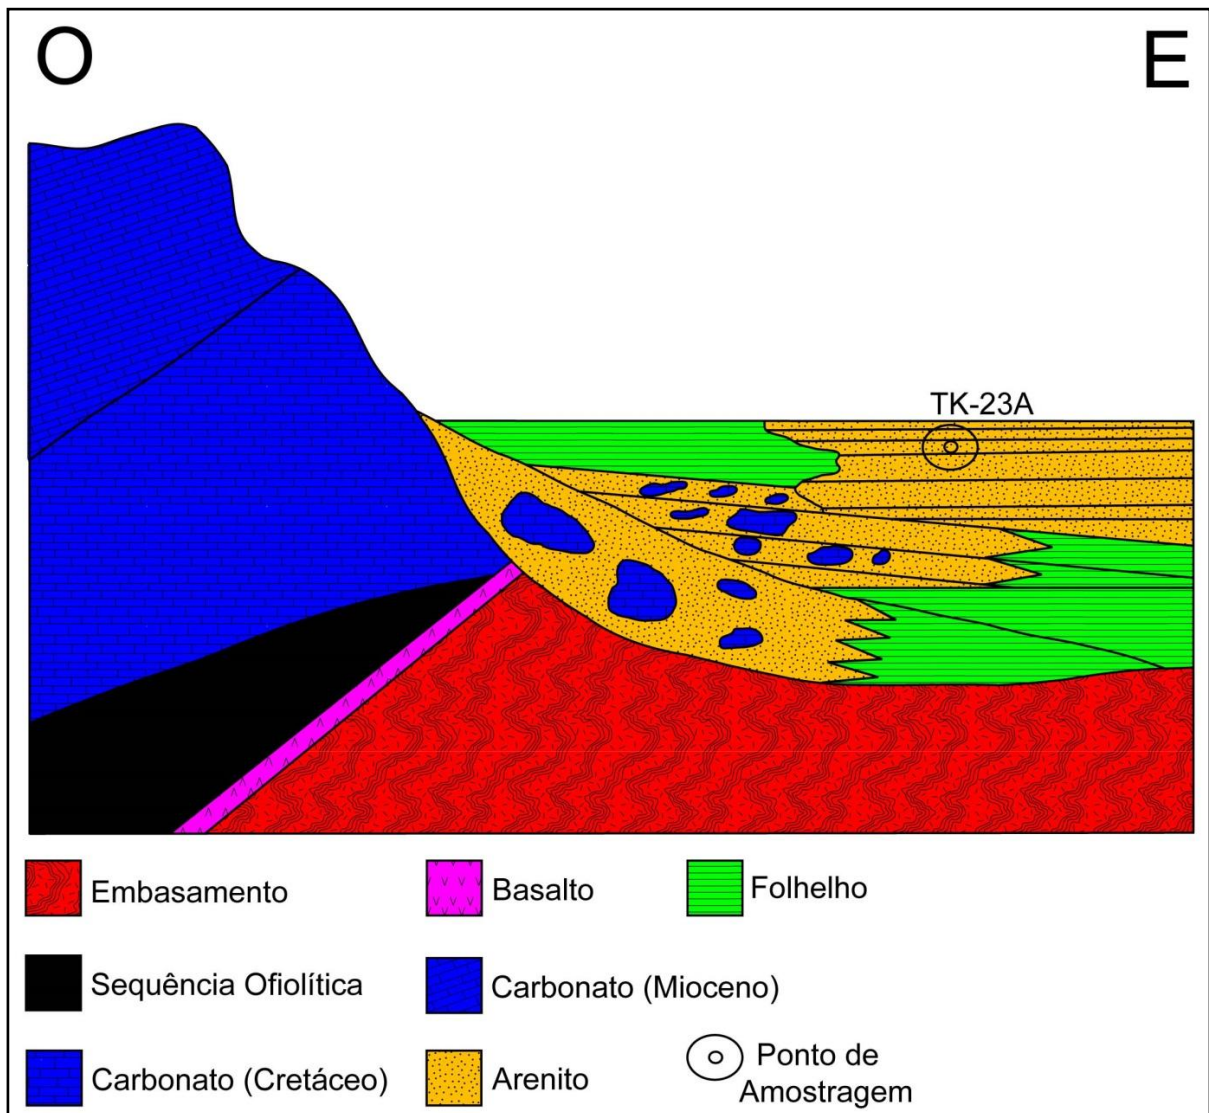 O
E
TK-23A
Embasamento
Basalto
Folhelho
Sequência Ofiolítica
Carbonato (Mioceno)
Carbonato (Cretáceo)
Arenito
Ponto de
Amostragem